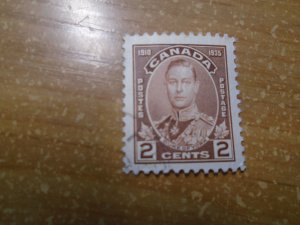 CANADA
1910 1935
POSTES POSTAGE
2 CENTS 2